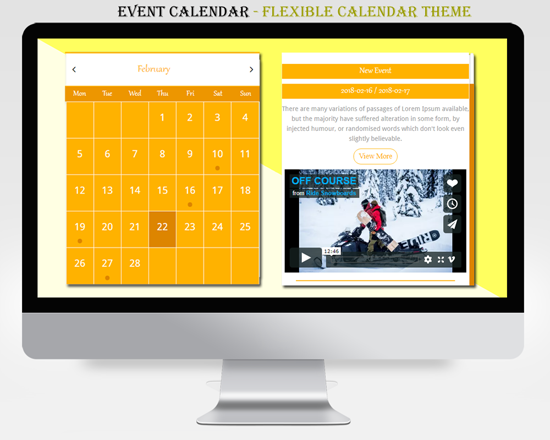 EVENT CALENDAR - FLEXIBLE CALENDAR THEME
February
Mon Tue Wed Thu Fri Sat Sun
1 2 3 4
5 6 7 8 9 10 11
12 13 14 15 16 17 18
19 20 21 22 23 24 25
26 27 28
New Event
2018-02-16 / 2018-02-17
There are many variations of passages of Lorem Ipsum available,
but the majority have suffered alteration in some form, by
injected humour, or randomised words which don't look even
slightly believable.
View More
OFF COURSE
from Ride Snowboards
RIDE
12:46